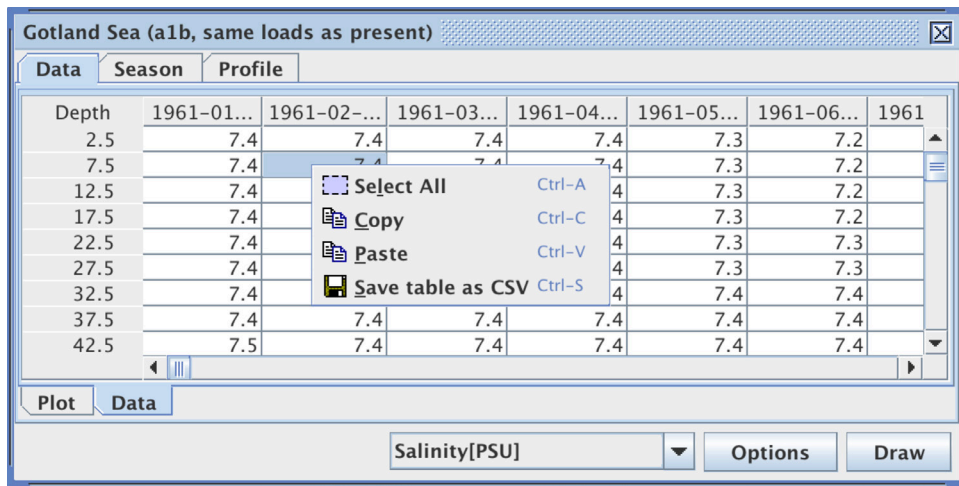 Gotland Sea (a1b, same loads as present)
Data Season Profile
Depth 1961-01... 1961-02-... 1961-03... 1961-04... 1961-05... 1961-06... 1961
2.5 7.4 7.4 7.4 7.4 7.3 7.2
7.5 7.4 7.4 7.4 7.4 7.3 7.2
12.5 7.4 Select All Ctrl-A 4 7.3 7.2
17.5 7.4 Copy Ctrl-C 4 7.3 7.2
22.5 7.4 Paste Ctrl-V 4 7.3 7.3
27.5 7.4 4 7.3 7.3
32.5 7.4 Save table as CSV Ctrl-S 4 7.4 7.4
37.5 7.4 7.4 7.4 7.4 7.4 7.4
42.5 7.5 7.4 7.4 7.4 7.4 7.4
Plot Data
Salinity[PSU] Options Draw